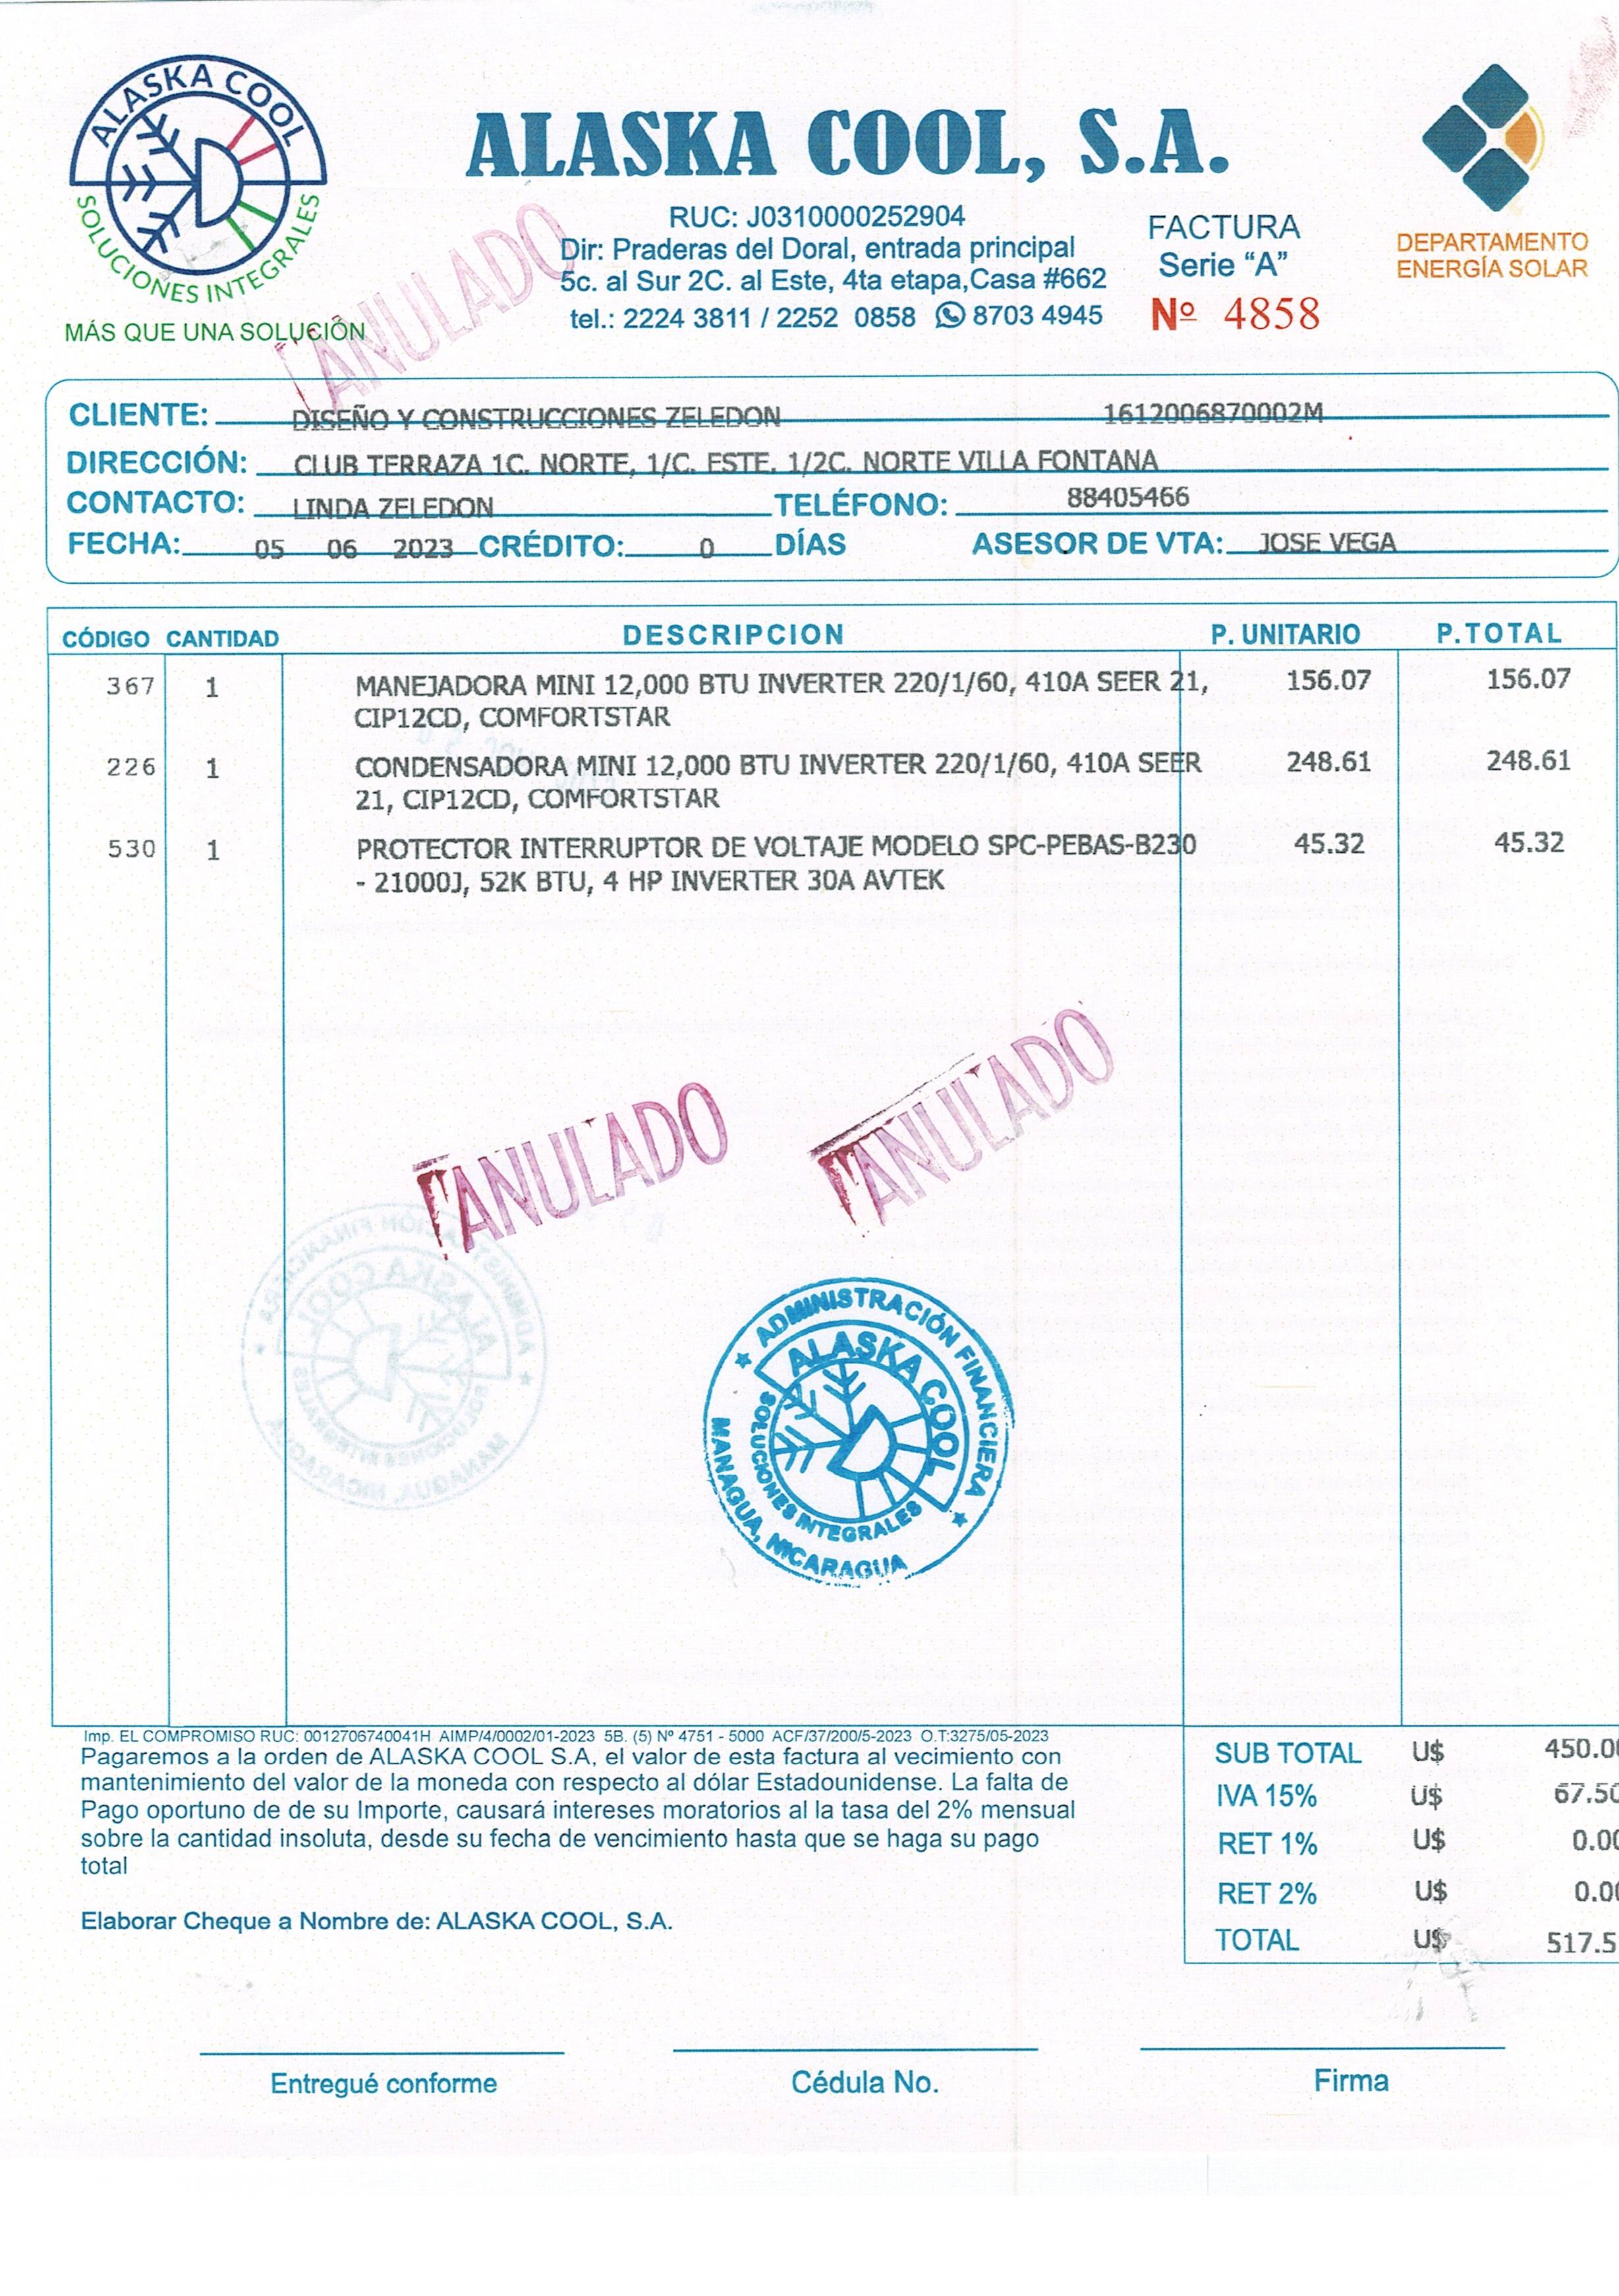 ALASKA COOL
SOLUCIONES INTEGRALES
MÁS QUE UNA SOLUCIÓN
ALASKA COOL, S.A.
RUC: J0310000252904
Dir: Praderas del Doral, entrada principal
5c. al Sur 2C. al Este, 4ta etapa,Casa #662
tel.: 2224 3811 / 2252 0858 8703 4945
FACTURA
Serie "A"
Nº 4858
DEPARTAMENTO
ENERGÍA SOLAR
ANULADO
CLIENTE: DISEÑO Y CONSTRUCCIONES ZELEDON 1612006870002M
DIRECCIÓN: CLUB TERRAZA 1C. NORTE, 1/C. ESTE. 1/2C. NORTE VILLA FONTANA
CONTACTO: LINDA ZELEDON TELÉFONO: 88405466
FECHA: 05 06 2023 CRÉDITO: 0 DÍAS ASESOR DE VTA: JOSE VEGA
CÓDIGO CANTIDAD DESCRIPCION P. UNITARIO P.TOTAL
367 1 MANEJADORA MINI 12,000 BTU INVERTER 220/1/60, 410A SEER 21, 156.07 156.07
CIP12CD, COMFORTSTAR
226 1 CONDENSADORA MINI 12,000 BTU INVERTER 220/1/60, 410A SEER 248.61 248.61
21, CIP12CD, COMFORTSTAR
530 1 PROTECTOR INTERRUPTOR DE VOLTAJE MODELO SPC-PEBAS-B230 45.32 45.32
- 21000J, 52K BTU, 4 HP INVERTER 30A AVTEK
ANULADO
ANULADO
ADMINISTRACIÓN FINANCIERA
ALASKA COOL
SOLUCIONES INTEGRALES
MANAGUA, NICARAGUA
Imp. EL COMPROMISO RUC: 0012706740041H AIMP/4/0002/01-2023 5B. (5) Nº 4751 - 5000 ACF/37/200/5-2023 O.T:3275/05-2023
Pagaremos a la orden de ALASKA COOL S.A, el valor de esta factura al vecimiento con
mantenimiento del valor de la moneda con respecto al dólar Estadounidense. La falta de
Pago oportuno de de su Importe, causará intereses moratorios al la tasa del 2% mensual
sobre la cantidad insoluta, desde su fecha de vencimiento hasta que se haga su pago
total
Elaborar Cheque a Nombre de: ALASKA COOL, S.A.
SUB TOTAL U$ 450.00
IVA 15% U$ 67.50
RET 1% U$ 0.00
RET 2% U$ 0.00
TOTAL U$ 517.5
Entregué conforme
Cédula No.
Firma